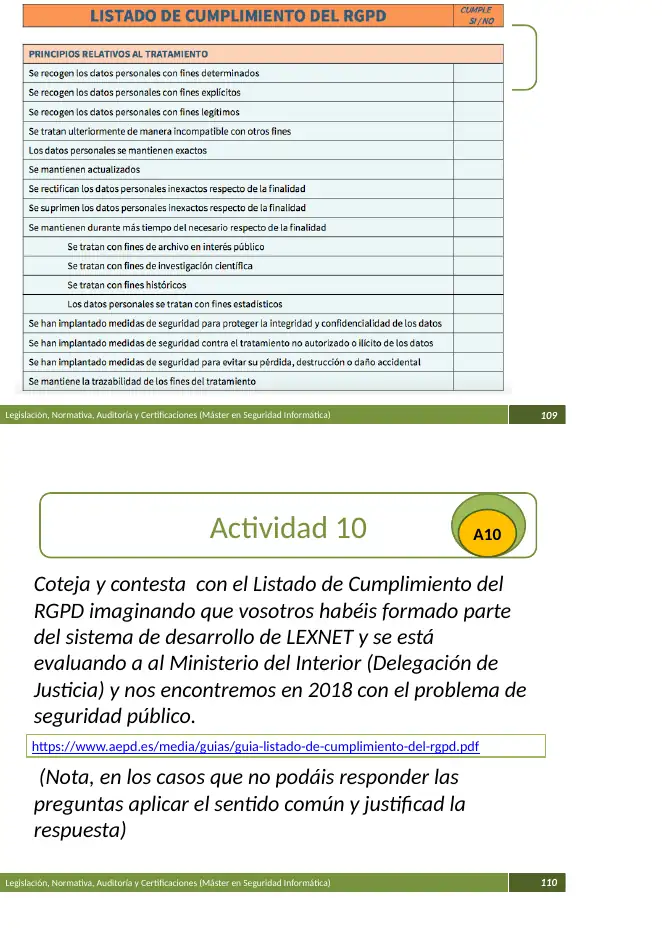 LISTADO DE CUMPLIMIENTO DEL RGPD
CUMPLE
SI / NO
PRINCIPIOS RELATIVOS AL TRATAMIENTO
Se recogen los datos personales con fines determinados
Se recogen los datos personales con fines explícitos
Se recogen los datos personales con fines legítimos
Se tratan ulteriormente de manera incompatible con otros fines
Los datos personales se mantienen exactos
Se mantienen actualizados
Se rectifican los datos personales inexactos respecto de la finalidad
Se suprimen los datos personales inexactos respecto de la finalidad
Se mantienen durante más tiempo del necesario respecto de la finalidad
Se tratan con fines de archivo en interés público
Se tratan con fines de investigación científica
Se tratan con fines históricos
Los datos personales se tratan con fines estadísticos
Se han implantado medidas de seguridad para proteger la integridad y confidencialidad de los datos
Se han implantado medidas de seguridad contra el tratamiento no autorizado o ilícito de los datos
Se han implantado medidas de seguridad para evitar su pérdida, destrucción o daño accidental
Se mantiene la trazabilidad de los fines del tratamiento
Legislación, Normativa, Auditoría y Certificaciones (Máster en Seguridad Informática)
109
Actividad 10
A10
Coteja y contesta con el Listado de Cumplimiento del
RGPD imaginando que vosotros habéis formado parte
del sistema de desarrollo de LEXNET y se está
evaluando a al Ministerio del Interior (Delegación de
Justicia) y nos encontremos en 2018 con el problema de
seguridad público.
https://www.aepd.es/media/guias/guia-listado-de-cumplimiento-del-rgpd.pdf
(Nota, en los casos que no podáis responder las
preguntas aplicar el sentido común y justificad la
respuesta)
Legislación, Normativa, Auditoría y Certificaciones (Máster en Seguridad Informática)
110